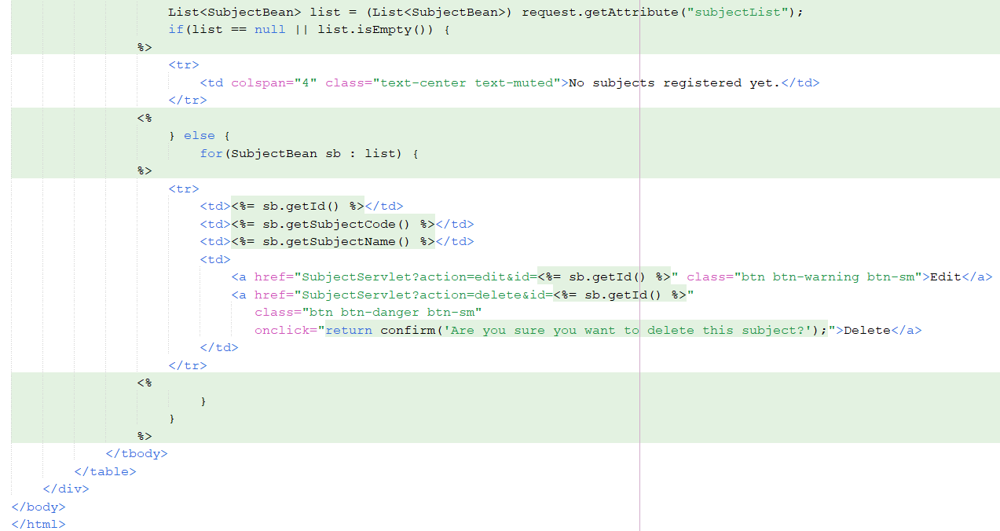 List<SubjectBean> list = (List<SubjectBean>) request.getAttribute("subjectList");
if(list == null || list.isEmpty()) {
%>
<tr>
<td colspan="4" class="text-center text-muted">No subjects registered yet.</td>
</tr>
<%
} else {
for(SubjectBean sb : list) {
%>
<tr>
<td><%= sb.getId() %></td>
<td><%= sb.getSubjectCode() %></td>
<td><%= sb.getSubjectName() %></td>
<td>
<a href="SubjectServlet?action=edit&id=<%= sb.getId() %>" class="btn btn-warning btn-sm">Edit</a>
<a href="SubjectServlet?action=delete&id=<%= sb.getId() %>"
class="btn btn-danger btn-sm"
onclick="return confirm('Are you sure you want to delete this subject?');">Delete</a>
</td>
</tr>
<%
}
}
%>
</tbody>
</table>
</div>
</body>
</html>